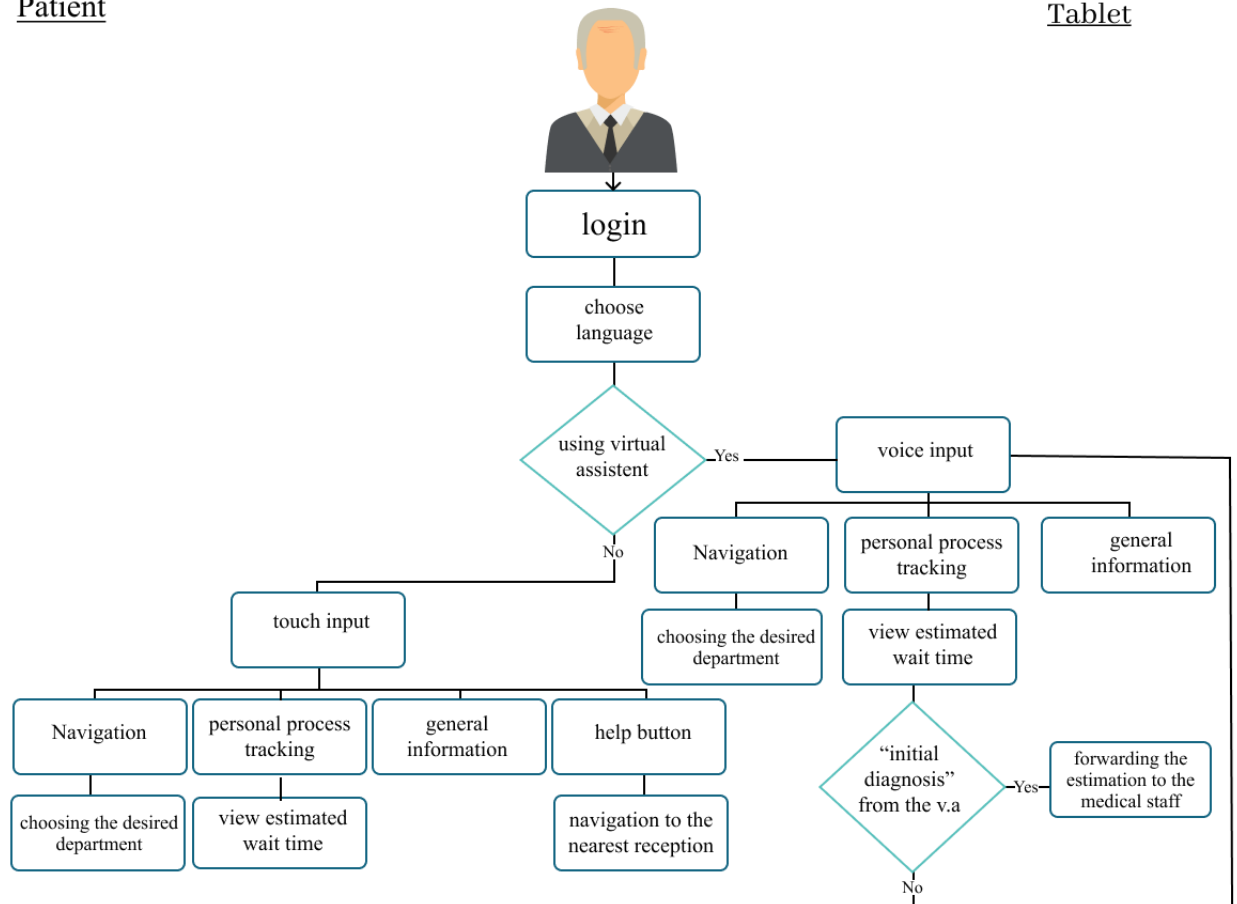 Patient
Tablet
login
choose
language
using virtual
assistent
Yes
voice input
No
Navigation
personal process
tracking
general
information
choosing the desired
department
view estimated
wait time
touch input
Navigation
personal process
tracking
general
information
help button
choosing the desired
department
view estimated
wait time
navigation to the
nearest reception
“initial
diagnosis”
from the v.a
Yes
forwarding the
estimation to the
medical staff
No